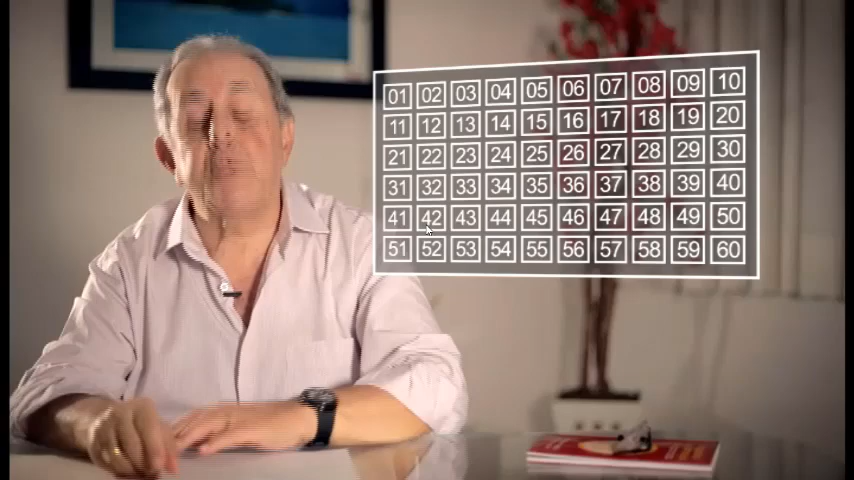 01 02 03 04 05 06 07 08 09 10
11 12 13 14 15 16 17 18 19 20
21 22 23 24 25 26 27 28 29 30
31 32 33 34 35 36 37 38 39 40
41 42 43 44 45 46 47 48 49 50
51 52 53 54 55 56 57 58 59 60